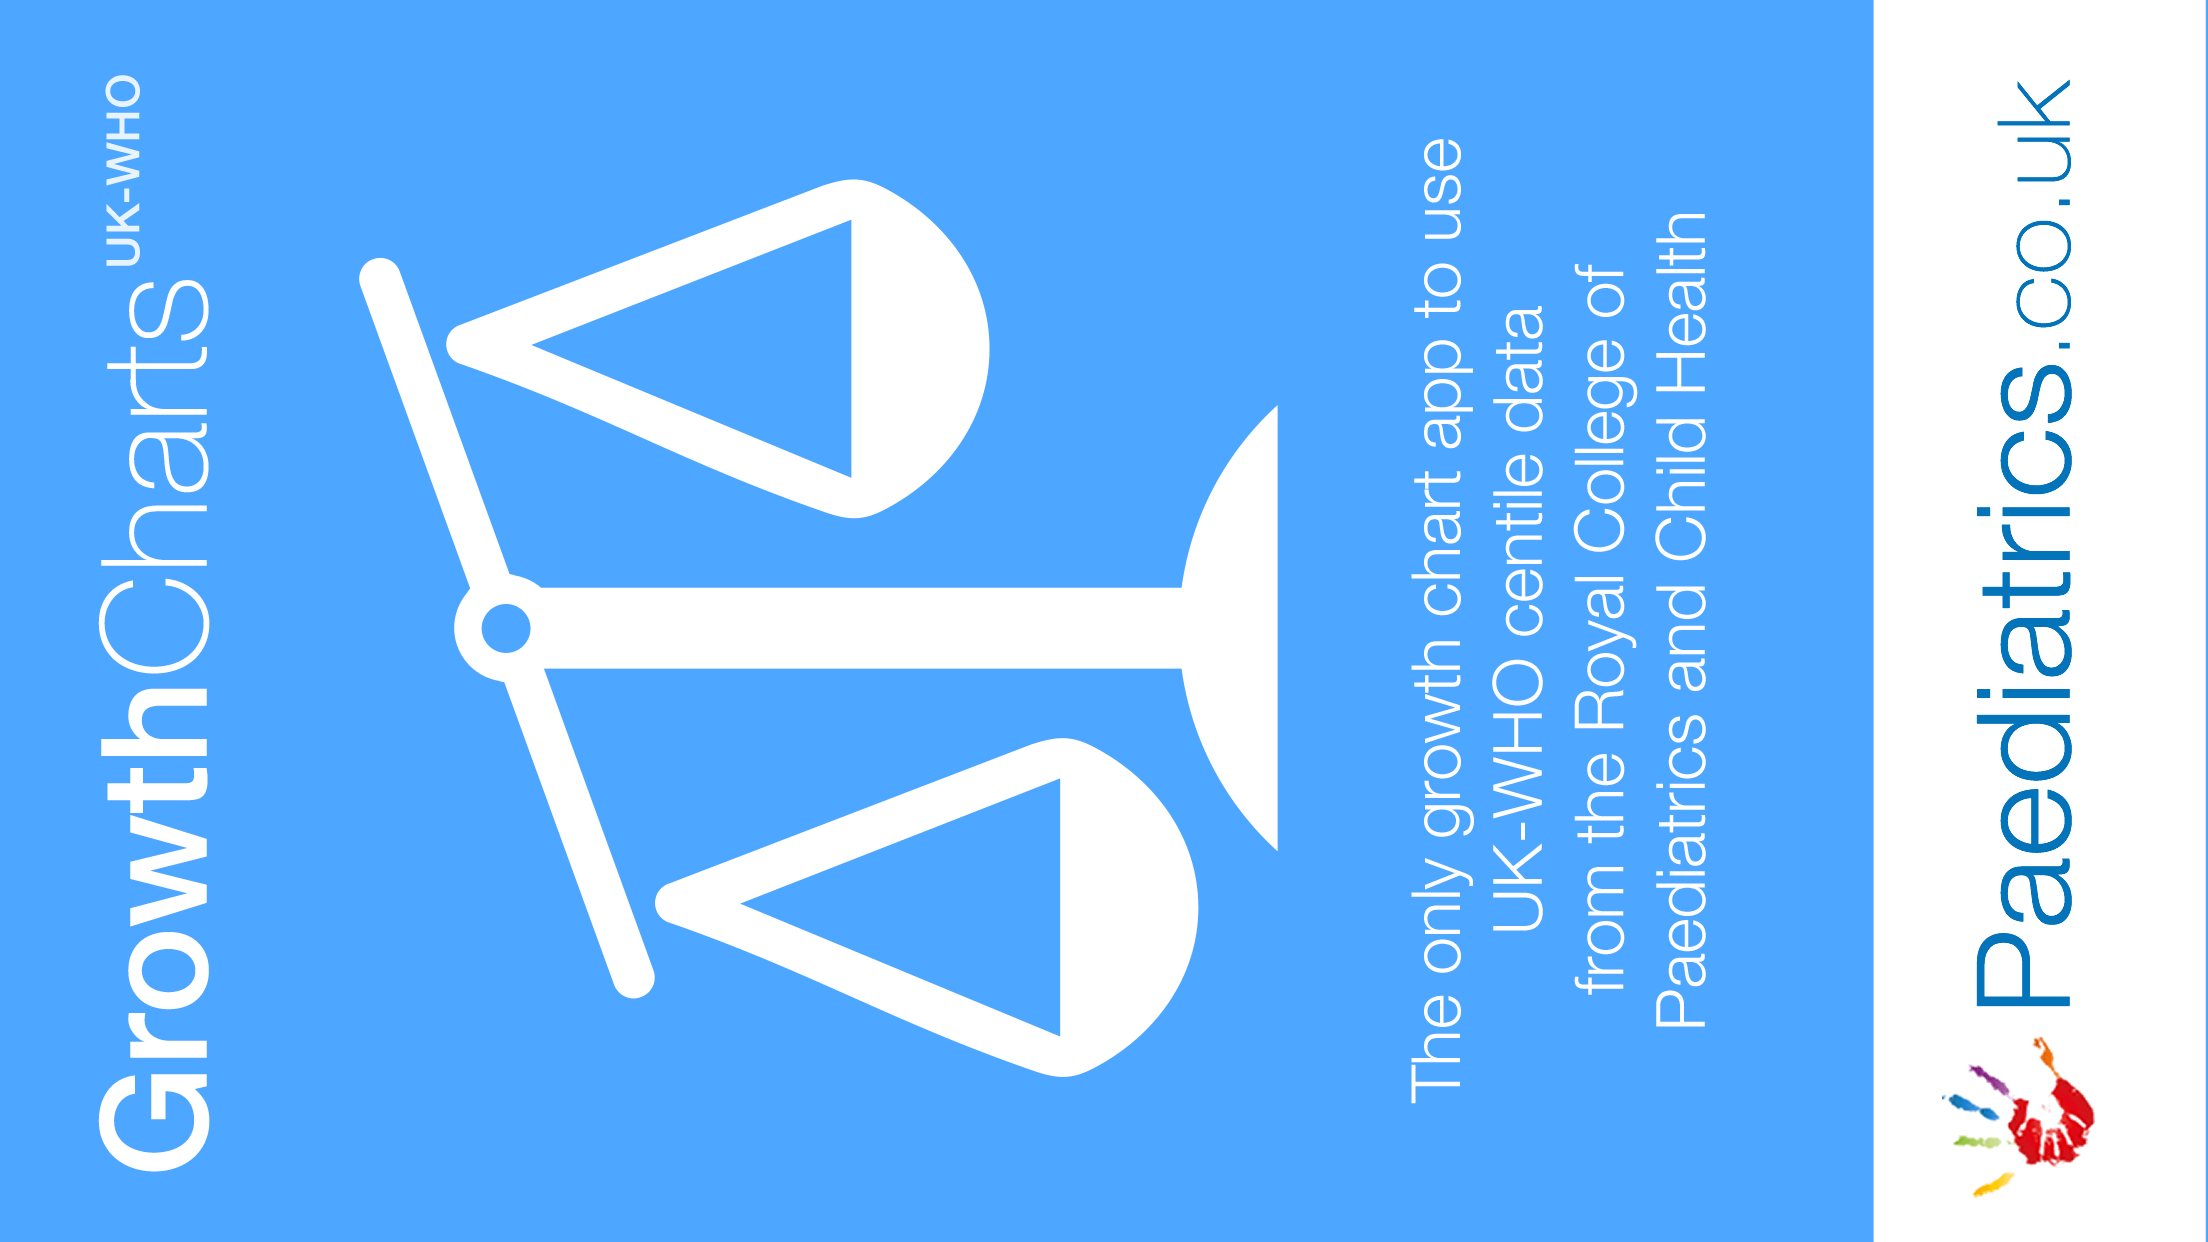 GrowthCharts UK-WHO
The only growth chart app to use
UK-WHO centile data
from the Royal College of
Paediatrics and Child Health
Paediatrics.co.uk